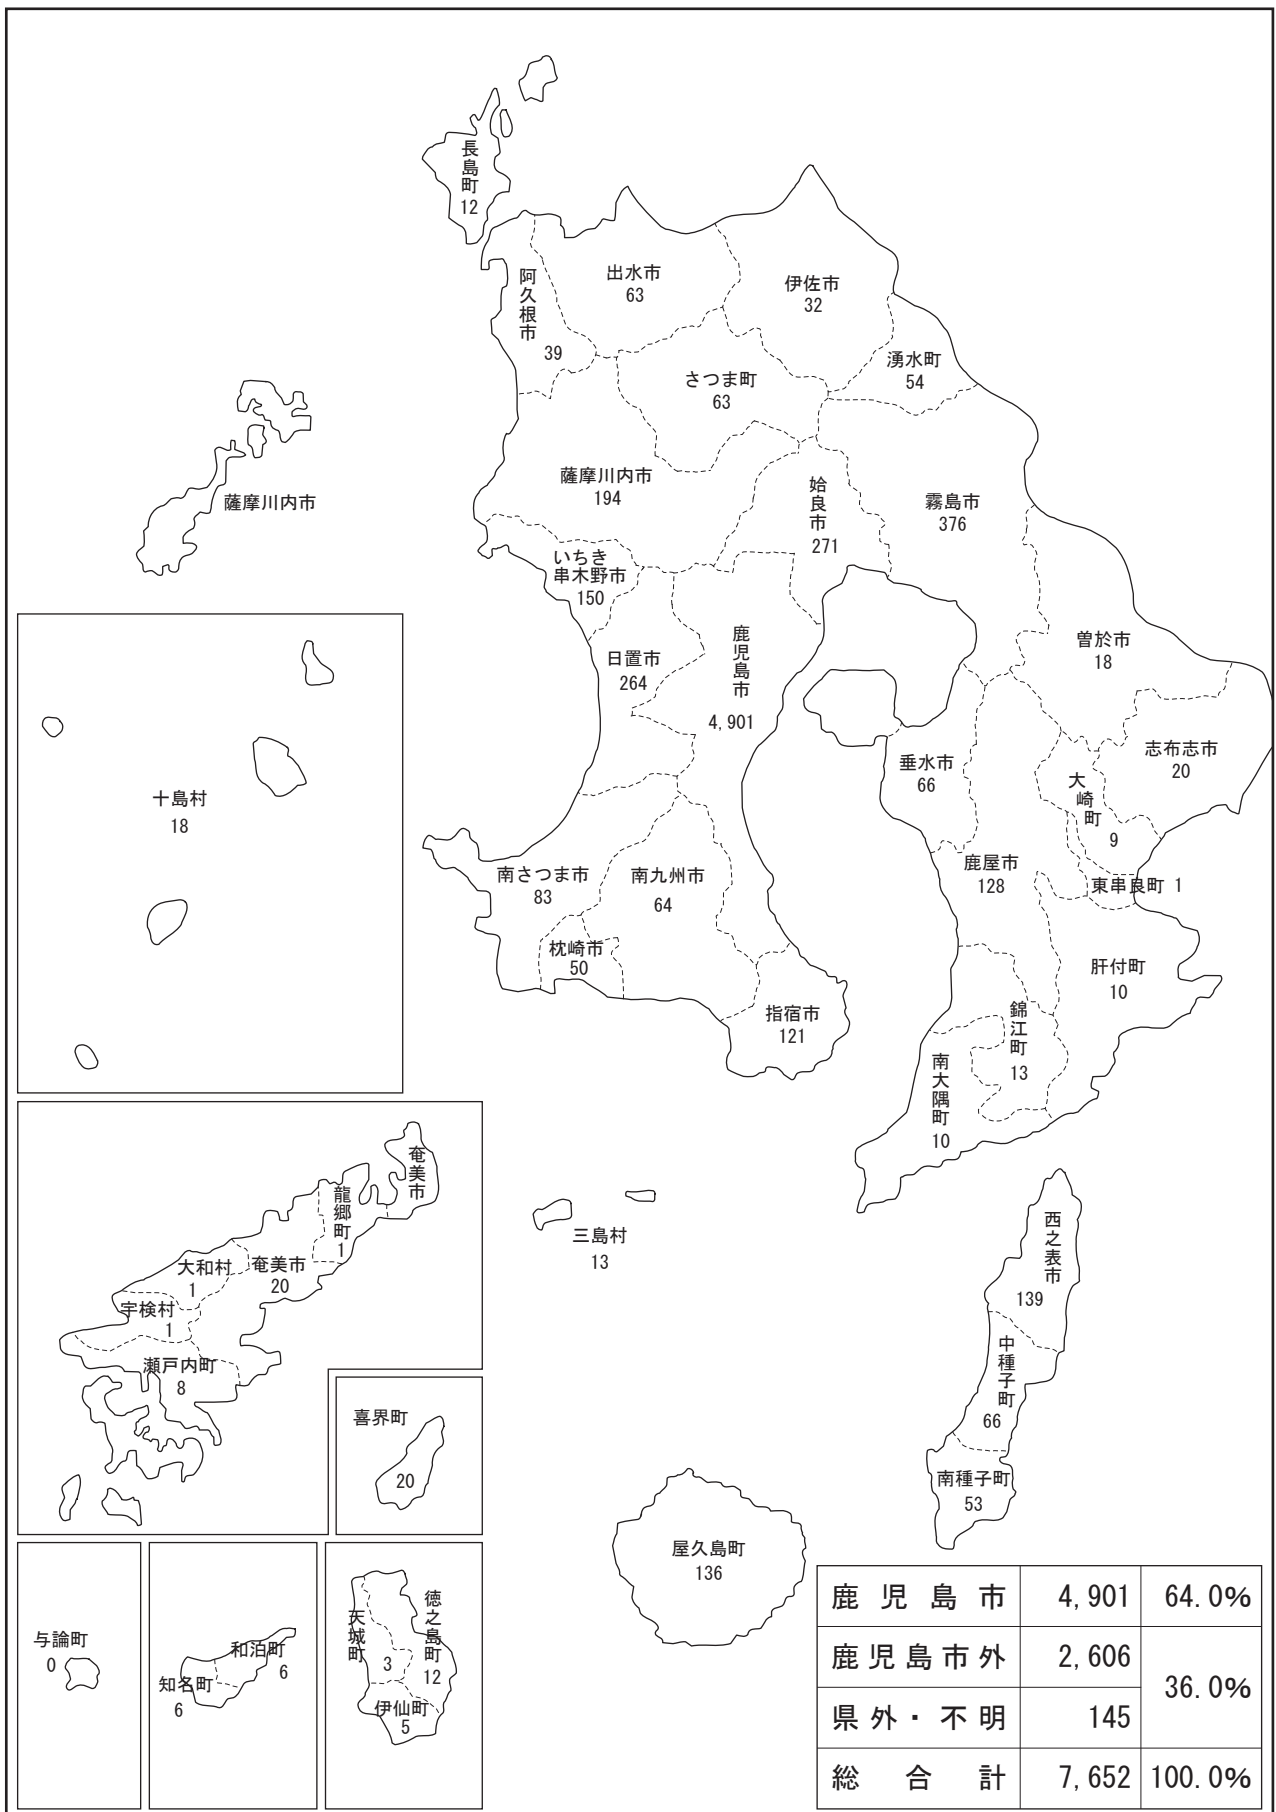 長島町
12
阿久根市
39
出水市
63
伊佐市
32
湧水町
54
さつま町
63
薩摩川内市
194
薩摩川内市
姶良市
271
霧島市
376
いちき
串木野市
150
日置市
264
鹿児島市
4,901
曽於市
18
志布志市
20
垂水市
66
大崎町
9
鹿屋市
128
東串良町 1
十島村
18
南さつま市
83
南九州市
64
枕崎市
50
指宿市
121
肝付町
10
錦江町
13
南大隅町
10
奄美市
龍郷町
1
大和村
1
奄美市
20
宇検村
1
瀬戸内町
8
三島村
13
西之表市
139
中種子町
66
南種子町
53
喜界町
20
屋久島町
136
与論町
0
和泊町
6
知名町
6
天城町
3
徳之島町
12
伊仙町
5
鹿児島市 4,901 64.0%
鹿児島市外 2,606
36.0%
県外・不明 145
総合計 7,652 100.0%